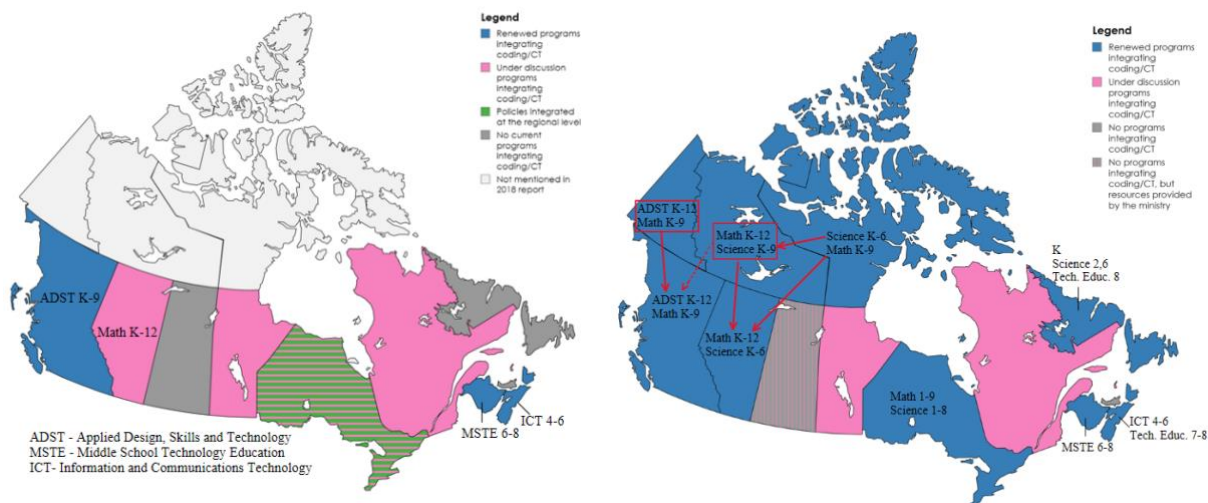 Legend
Renewed programs
integrating
coding/CT
Under discussion
programs
integrating
coding/CT
Policies integrated
at the regional level
No current
programs
integrating
coding/CT
Not mentioned in
2018 report
ADST K-9
Math K-12
MSTE 6-8
ICT 4-6
ADST - Applied Design, Skills and Technology
MSTE - Middle School Technology Education
ICT- Information and Communications Technology
Legend
Renewed programs
integrating
coding/CT
Under discussion
programs
integrating
coding/CT
No programs
integrating
coding/CT
No programs
integrating
coding/CT, but
resources provided
by the ministry
ADST K-12
Math K-9
Math K-12
Science K-9
Science K-6
Math K-9
ADST K-12
Math K-9
Math K-12
Science K-6
K
Science 2,6
Tech. Educ. 8
Math 1-9
Science 1-8
ICT 4-6
Tech. Educ. 7-8
MSTE 6-8